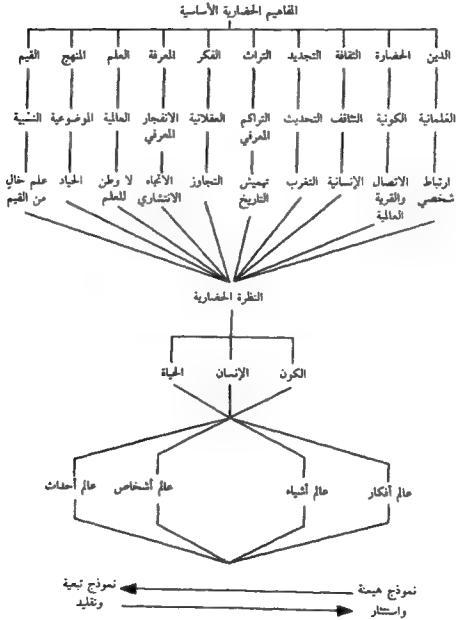 المفاهيم الحضارية الأساسية
الدين الحضارة الثقافة التجديد التراث الفكر المعرفة العلم المنهج القيم
العلمانية الكونية التثاقف التحديث التراكم العقلانية الانفجار العالمية الموضوعية النسبية
المعرفي المعرفي
ارتباط الاتصال الإنسانية التغرب تهميش التجاوز الاتجاه لا وطن الحياد علم خالٍ
شخصي والقرية التاريخ الانتشاري للعلم من القيم
العالمية
النظرة الحضارية
الكون الإنسان الحياة
عالم أفكار عالم أشياء عالم أشخاص عالم أحداث
نموذج هيمنة نموذج تبعية
واستئثار وتقليد